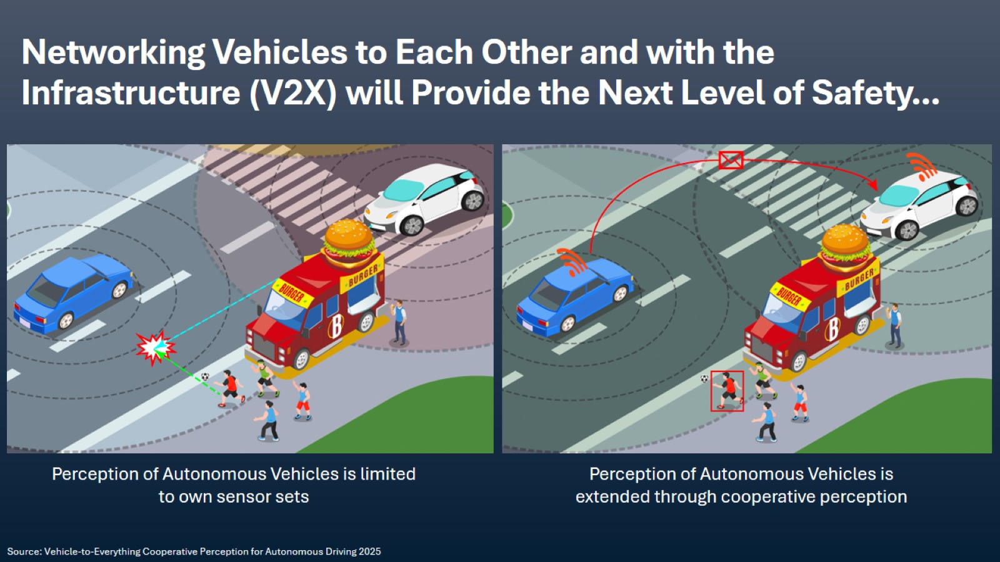 Networking Vehicles to Each Other and with the
Infrastructure (V2X) will Provide the Next Level of Safety...
BURGER
BURGER
B
BURGER
BURGER
B
Perception of Autonomous Vehicles is limited
to own sensor sets
Perception of Autonomous Vehicles is
extended through cooperative perception
Source: Vehicle-to-Everything Cooperative Perception for Autonomous Driving 2025